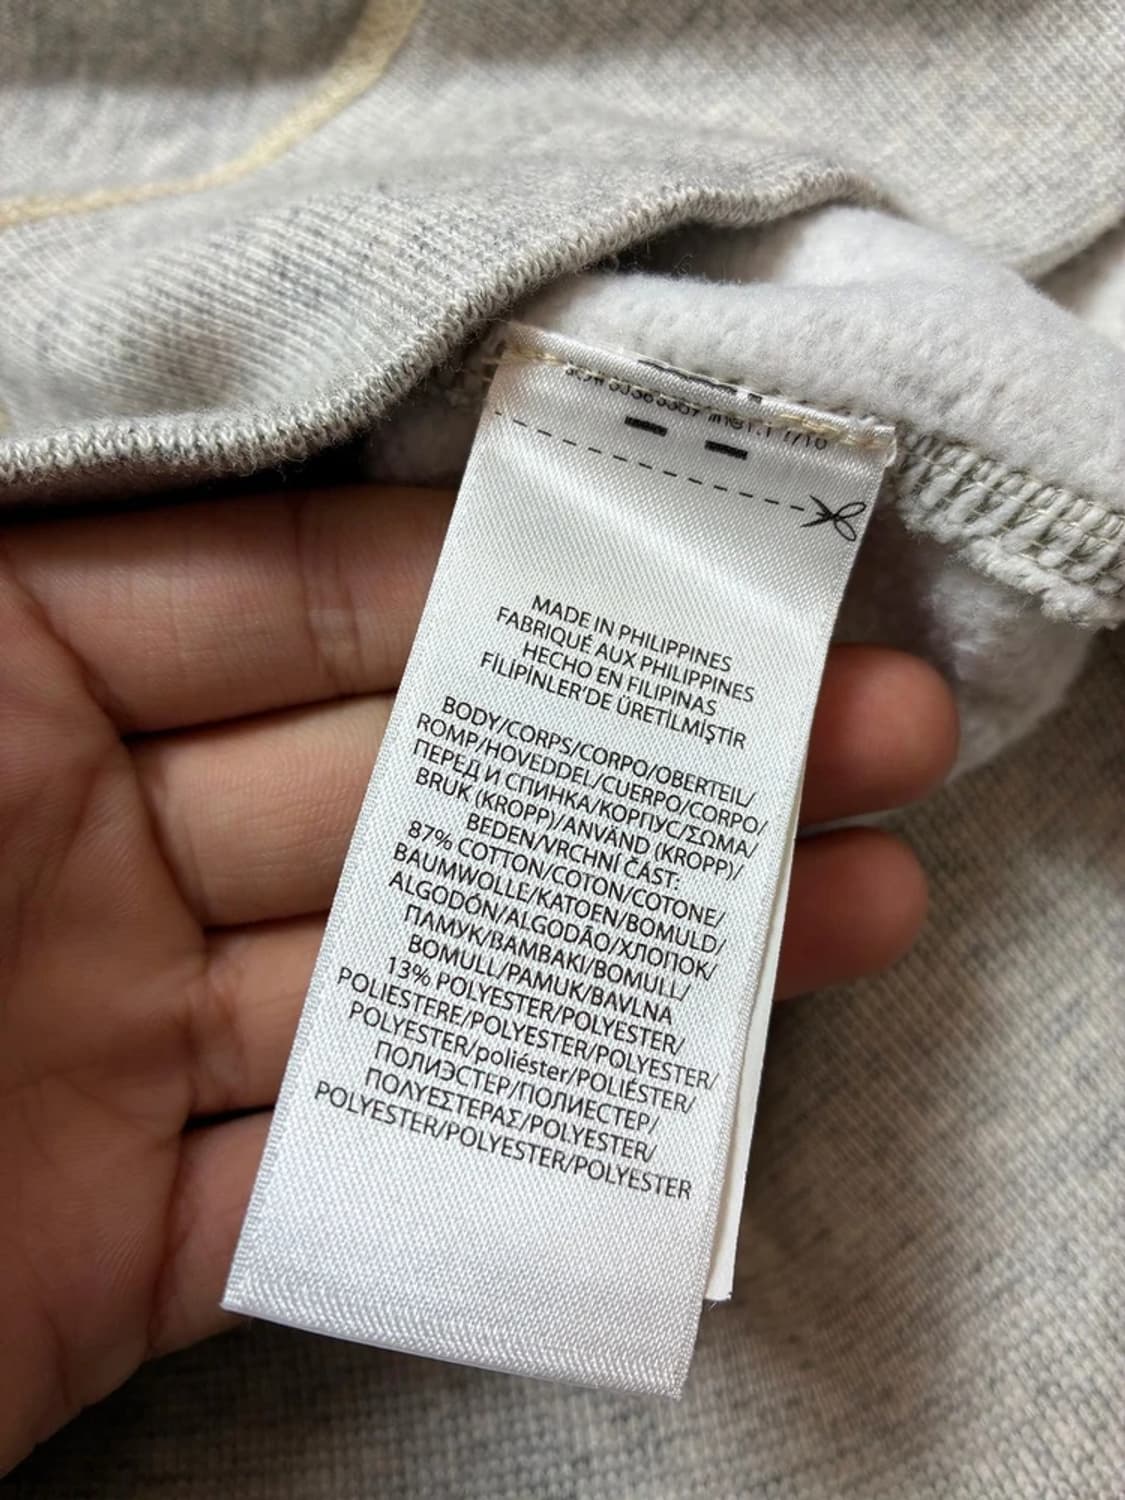 MADE IN PHILIPPINES
FABRIQUÉ AUX PHILIPPINES
HECHO EN FILIPINAS
FİLİPİNLER'DE ÜRETİLMİŞTİR
BODY/CORPS/CORPO/OBERTEIL/
ROMP/HOVEDDEL/CUERPO/CORPO/
ПЕРЕД И СПИНКА/КОРПУС/ΣΩΜΑ/
BRUK (KROPP)/ANVÄND (KROPP)/
BEDEN/VRCHNÍ ČAST:
87% COTTON/COTON/COTONE/
BAUMWOLLE/KATOEN/BOMULD/
ALGODÓN/ALGODÃO/ХЛОПОК/
ПАМУК/ΒΑΜΒΑΚΙ/BOMULL/
BOMULL/PAMUK/BAVLNA
13% POLYESTER/POLYESTER/
POLIESTERE/POLYESTER/POLYESTER/
POLYESTER/poliéster/POLIÉSTER/
ПОЛИЭСТЕР/ПОЛИЕСТЕР/
ΠΟΛΥΕΣΤΕΡΑΣ/POLYESTER/
POLYESTER/POLYESTER/POLYESTER